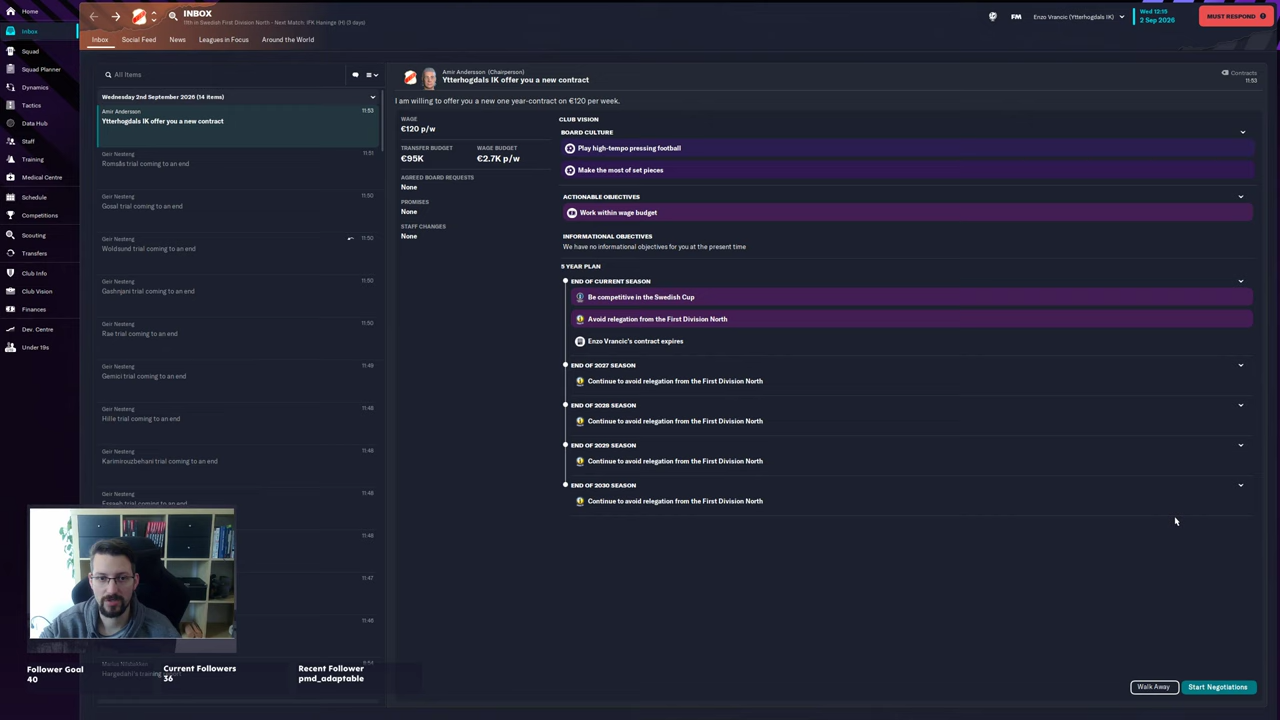 Home
Inbox
Squad
Squad Planner
Dynamics
Tactics
Data Hub
Staff
Training
Medical Centre
Schedule
Competitions
Scouting
Transfers
Club Info
Club Vision
Finances
Dev. Centre
Under 19s
INBOX
11th in Swedish First Division North - Next Match: IFK Haninge (H) (3 days)
FM
Enzo Vrancic (Ytterhogdals IK)
Wed 12:15
2 Sep 2026
MUST RESPOND
Inbox
Social Feed
News
Leagues in Focus
Around the World
All Items
Wednesday 2nd September 2026 (14 items)
Amir Andersson
11:53
Ytterhogdals IK offer you a new contract
Geir Nesteng
11:51
Romsås trial coming to an end
Geir Nesteng
11:50
Gosal trial coming to an end
Geir Nesteng
11:50
Woldsund trial coming to an end
Geir Nesteng
Gashnjani trial coming to an end
11:50
Geir Nesteng
11:50
Rae trial coming to an end
Geir Nesteng
11:49
Gemici trial coming to an end
Geir Nesteng
11:48
Hille trial coming to an end
Geir Nesteng
11:48
Karimirouzbehani trial coming to an end
Geir Nesteng
11:48
trial coming to an end
11:48
11:47
11:46
Amir Andersson (Chairperson)
Ytterhogdals IK offer you a new contract
Contracts
11:53
I am willing to offer you a new one year-contract on €120 per week.
WAGE
€120 p/w
TRANSFER BUDGET
€95K
WAGE BUDGET
€2.7K p/w
AGREED BOARD REQUESTS
None
PROMISES
None
STAFF CHANGES
None
CLUB VISION
BOARD CULTURE
Play high-tempo pressing football
Make the most of set pieces
ACTIONABLE OBJECTIVES
Work within wage budget
INFORMATIONAL OBJECTIVES
We have no informational objectives for you at the present time
5 YEAR PLAN
END OF CURRENT SEASON
Be competitive in the Swedish Cup
Avoid relegation from the First Division North
Enzo Vrancic's contract expires
END OF 2027 SEASON
Continue to avoid relegation from the First Division North
END OF 2028 SEASON
Continue to avoid relegation from the First Division North
END OF 2029 SEASON
Continue to avoid relegation from the First Division North
END OF 2030 SEASON
Continue to avoid relegation from the First Division North
Walk Away
Start Negotiations
Follower Goal
40
Current Followers
36
Recent Follower
pmd_adaptable